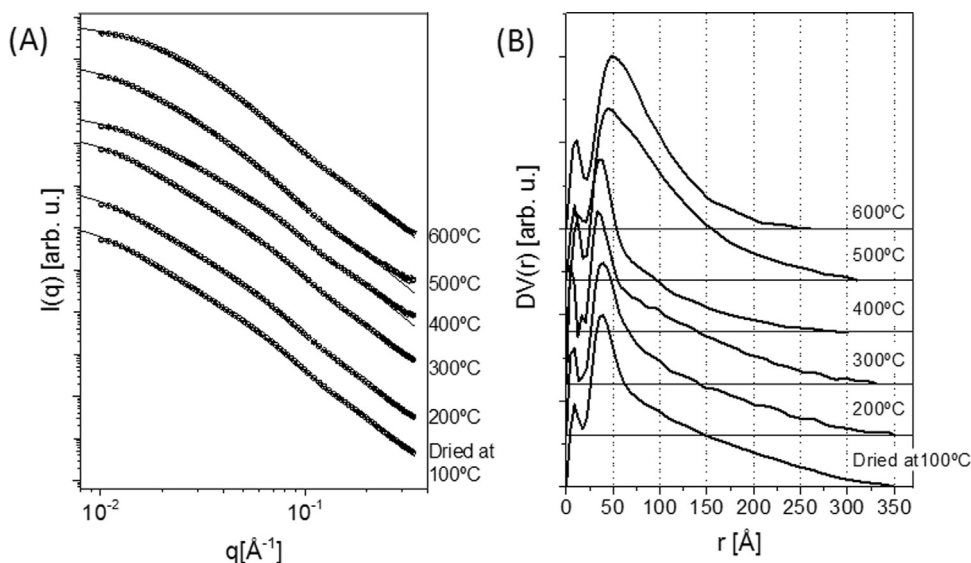 (A)
I(q) [arb. u.]
600ºC
500ºC
400ºC
300ºC
200ºC
Dried at
100ºC
10-2
10-1
q[Å-1]
(B)
DV(r) [arb. u.]
600ºC
500ºC
400ºC
300ºC
200ºC
Dried at100ºC
0 50 100 150 200 250 300 350
r [Å]